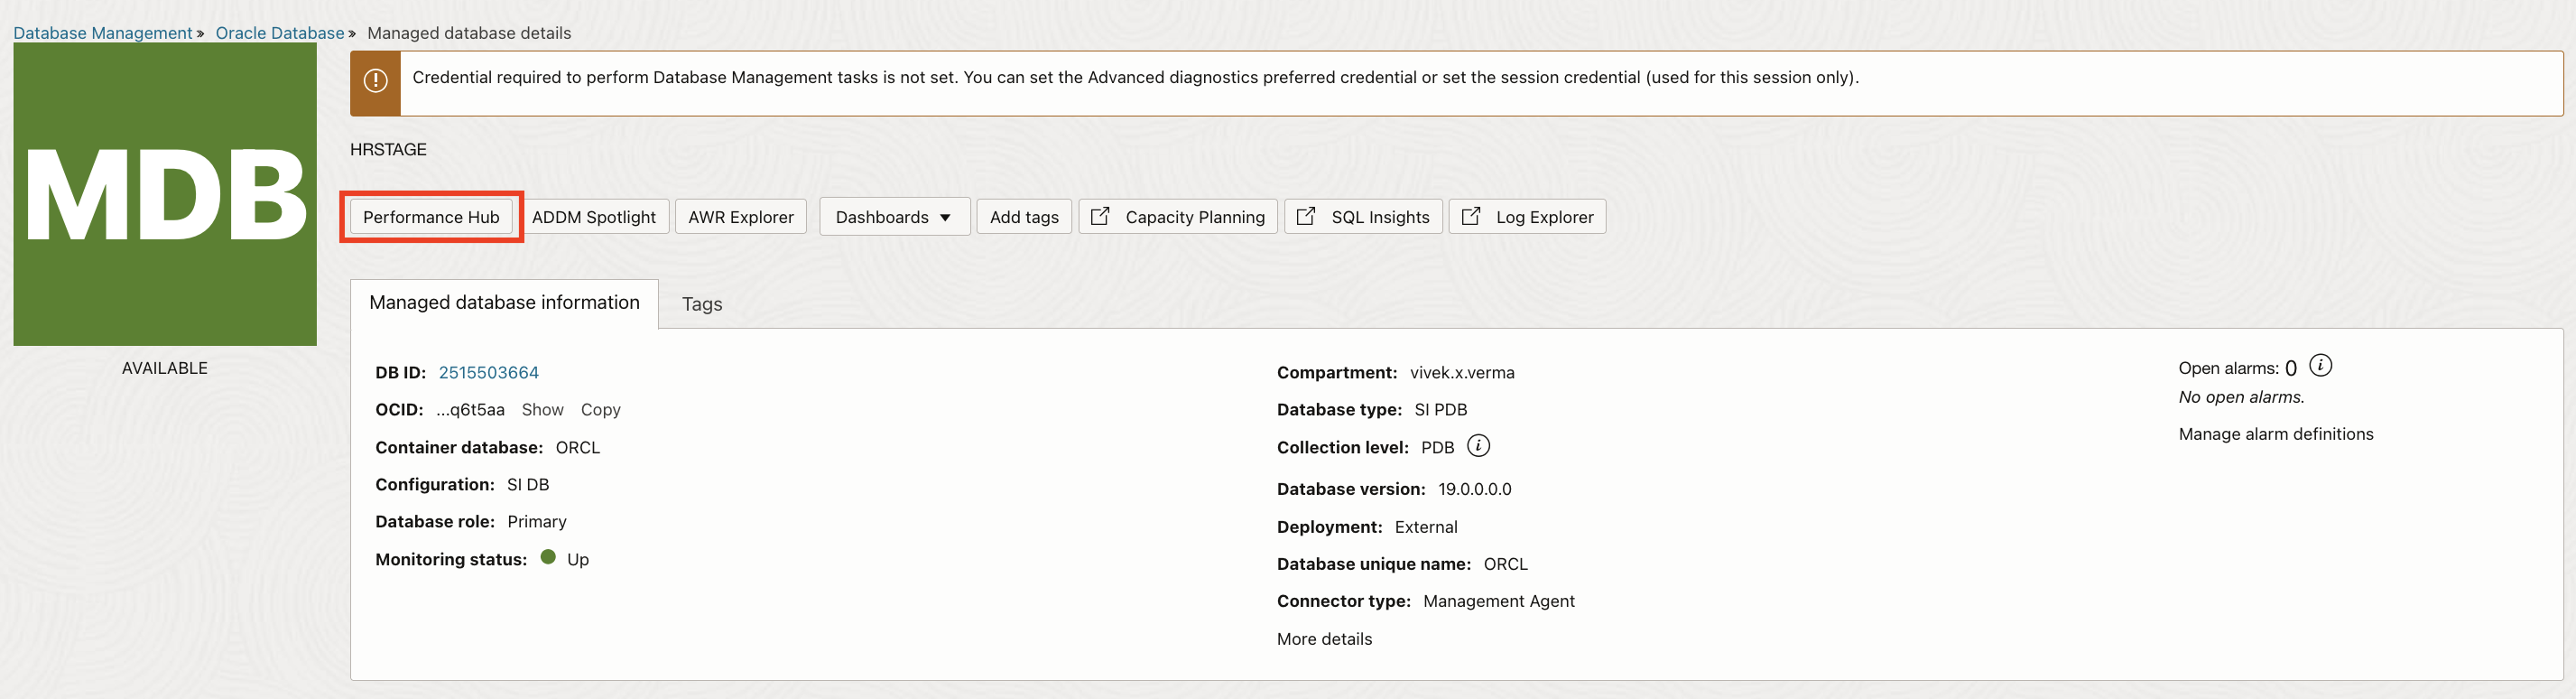 Database Management » Oracle Database » Managed database details
MDB
AVAILABLE
Credential required to perform Database Management tasks is not set. You can set the Advanced diagnostics preferred credential or set the session credential (used for this session only).
HRSTAGE
Performance Hub ADDM Spotlight AWR Explorer Dashboards Add tags Capacity Planning SQL Insights Log Explorer
Managed database information Tags
DB ID: 2515503664
OCID: ...q6t5aa Show Copy
Container database: ORCL
Configuration: SI DB
Database role: Primary
Monitoring status: Up
Compartment: vivek.x.verma
Database type: SI PDB
Collection level: PDB
Database version: 19.0.0.0.0
Deployment: External
Database unique name: ORCL
Connector type: Management Agent
More details
Open alarms: 0
No open alarms.
Manage alarm definitions